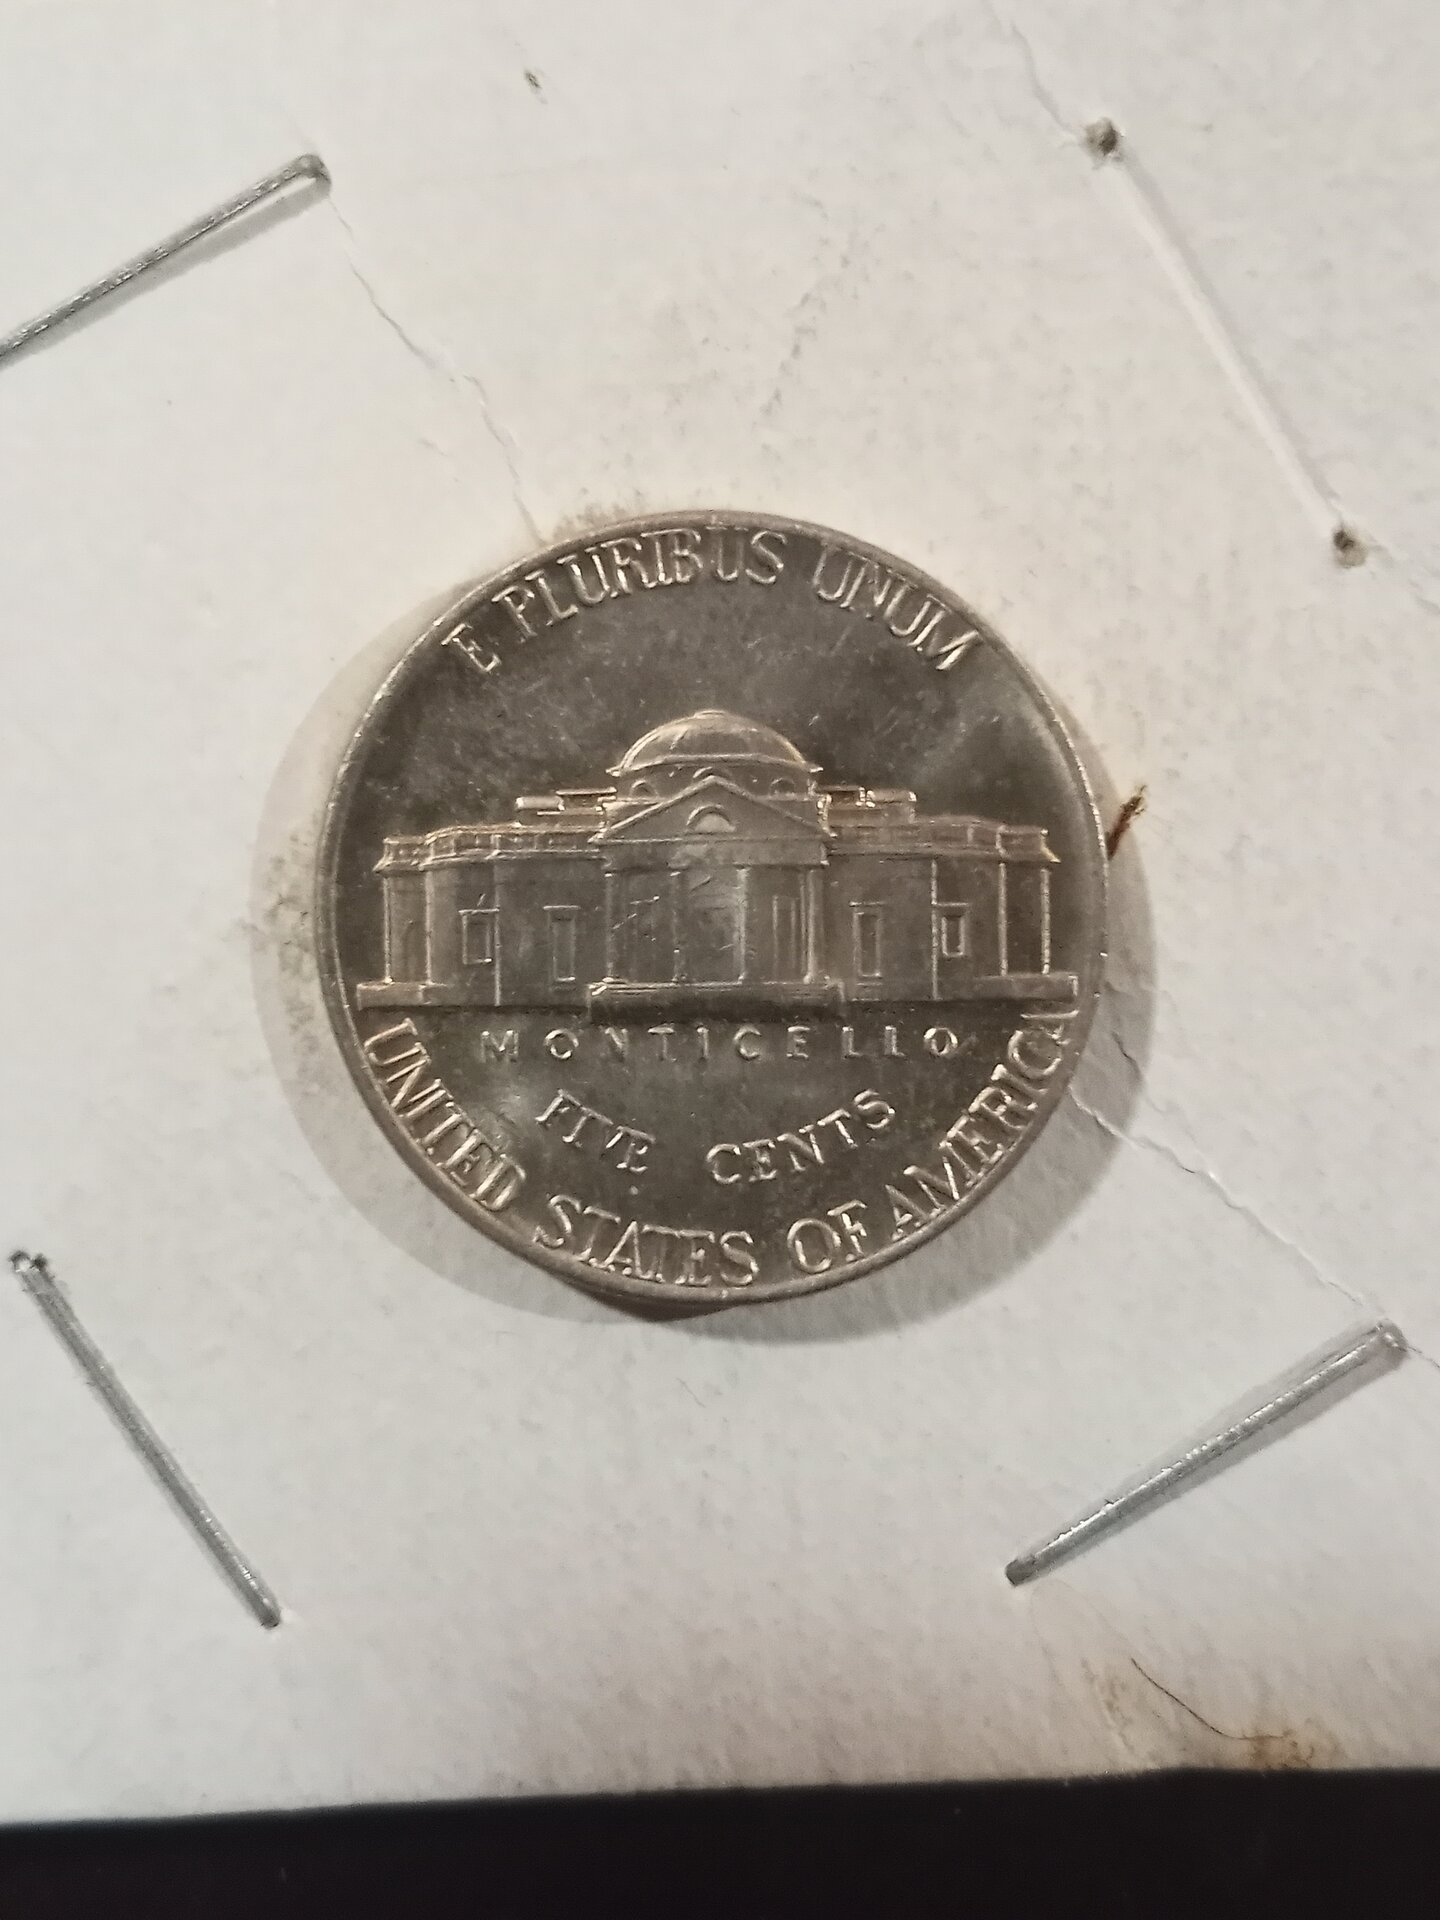 E PLURIBUS UNUM
MONTICELLO
FIVE CENTS
UNITED STATES OF AMERICA